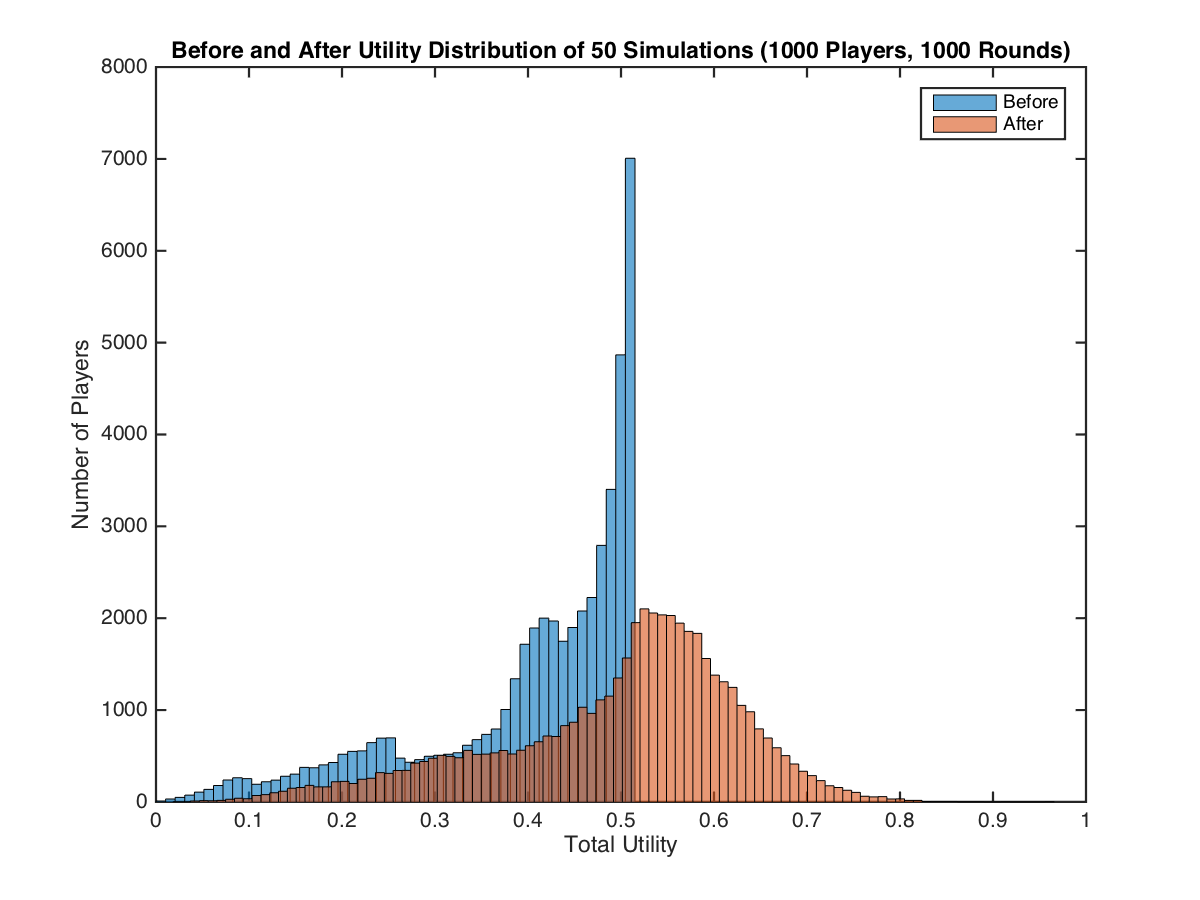 Before and After Utility Distribution of 50 Simulations (1000 Players, 1000 Rounds)
8000
7000
6000
5000
4000
3000
2000
1000
0
Number of Players
Before
After
0 0.1 0.2 0.3 0.4 0.5 0.6 0.7 0.8 0.9 1
Total Utility